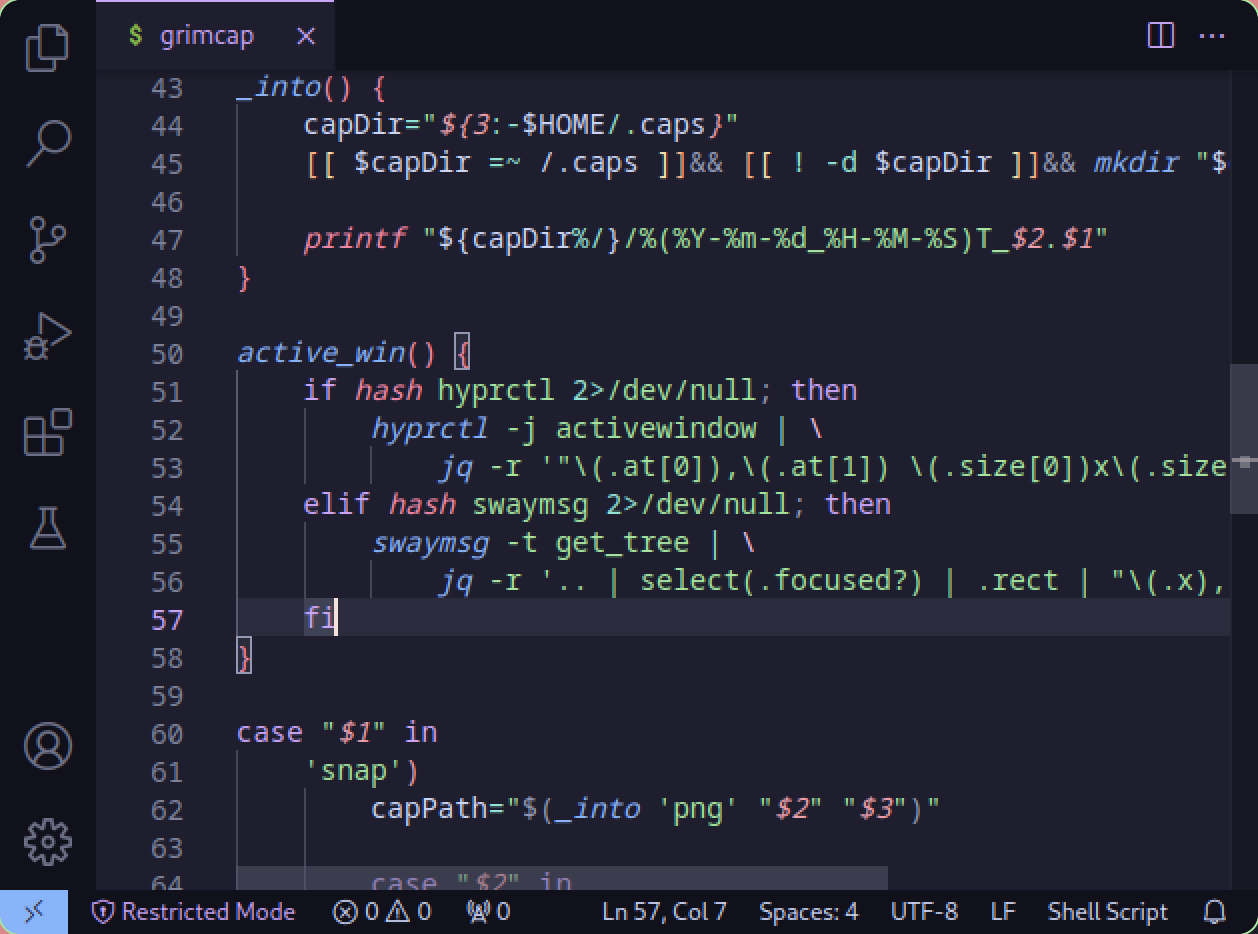 $ grimcap
43 _into() {
44 capDir="${3:-$HOME/.caps}"
45 [[ $capDir =~ /.caps ]]&& [[ ! -d $capDir ]]&& mkdir "$
46
47 printf "${capDir%/}/%(%Y-%m-%d_%H-%M-%S)T_$2.$1"
48 }
49
50 active_win() {
51 if hash hyprctl 2>/dev/null; then
52 hyprctl -j activewindow | \
53 jq -r '"\(.at[0]),\(.at[1]) \(.size[0])x\(.size
54 elif hash swaymsg 2>/dev/null; then
55 swaymsg -t get_tree | \
56 jq -r '.. | select(.focused?) | .rect | "\(.x),
57 fi
58 }
59
60 case "$1" in
61 'snap')
62 capPath="$(_into 'png' "$2" "$3")"
63
64 case "$2" in
Restricted Mode 0 0 0 Ln 57, Col 7 Spaces: 4 UTF-8 LF Shell Script